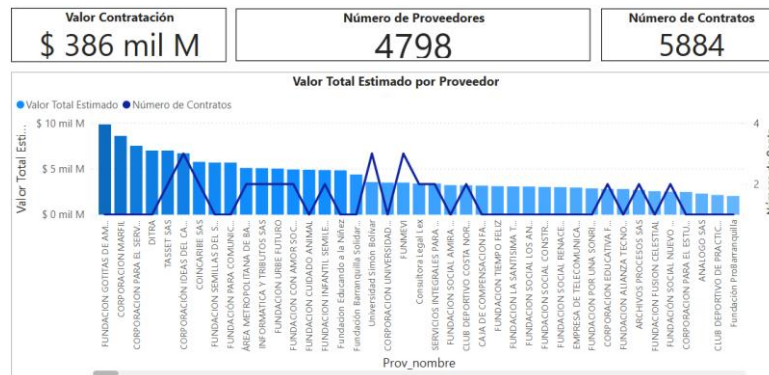 Valor Contratación
$ 386 mil M
Número de Proveedores
4798
Número de Contratos
5884
Valor Total Estimado por Proveedor
Valor Total Estimado
Número de Contratos
Valor Total Esti...
$ 10 mil M
$ 5 mil M
$ 0 mil M
4
2
FUNDACION GOTITAS DE AM...
CORPORACION MARFIL
CORPORACION PARA EL SERV...
DITRA
TASSET SAS
CORPORACIÓN IDEAS DEL CA...
COINCARIBE SAS
FUNDACION SEMILLAS DEL S...
FUNDACIÓN PARA COMUNIC...
ÁREA METROPOLITANA DE BA...
INFORMATICA Y TRIBUTOS SAS
FUNDACION URBE FUTURO
FUNDACION CON AMOR SOC...
FUNDACION CUIDADO ANIMAL
FUNDACION INFANTIL SEMILE...
Fundacion Educando a la Niñez
Fundación Barranquilla Solidar...
Universidad Simón Bolívar
CORPORACION UNIVERSIDAD...
FUNMEVI
Consultora Legal Lex
SERVICIOS INTEGRALES PARA ...
FUNDACION SOCIAL AMIRA ...
CLUB DEPORTIVO COSTA NOR...
CAJA DE COMPENSACION FA...
FUNDACION TIEMPO FELIZ
FUNDACION LA SANTISIMA T...
FUNDACION SOCIAL LOS AN...
FUNDACION SOCIAL CONSTR...
FUNDACION SOCIAL RENACE...
EMPRESA DE TELECOMUNICA...
FUNDACION POR UNA SONRI...
CORPORACION EDUCATIVA F...
FUNDACION ALIANZA TECNO...
ARCHIVOS PROCESOS SAS
FUNDACION FUSION CELESTIAL
FUNDACIÓN SOCIAL NUEVO ...
CORPORACION PARA EL ESTU...
ANALOGO SAS
CLUB DEPORTIVO DE PRACTIC...
Fundación ProBarranquilla
Prov_nombre